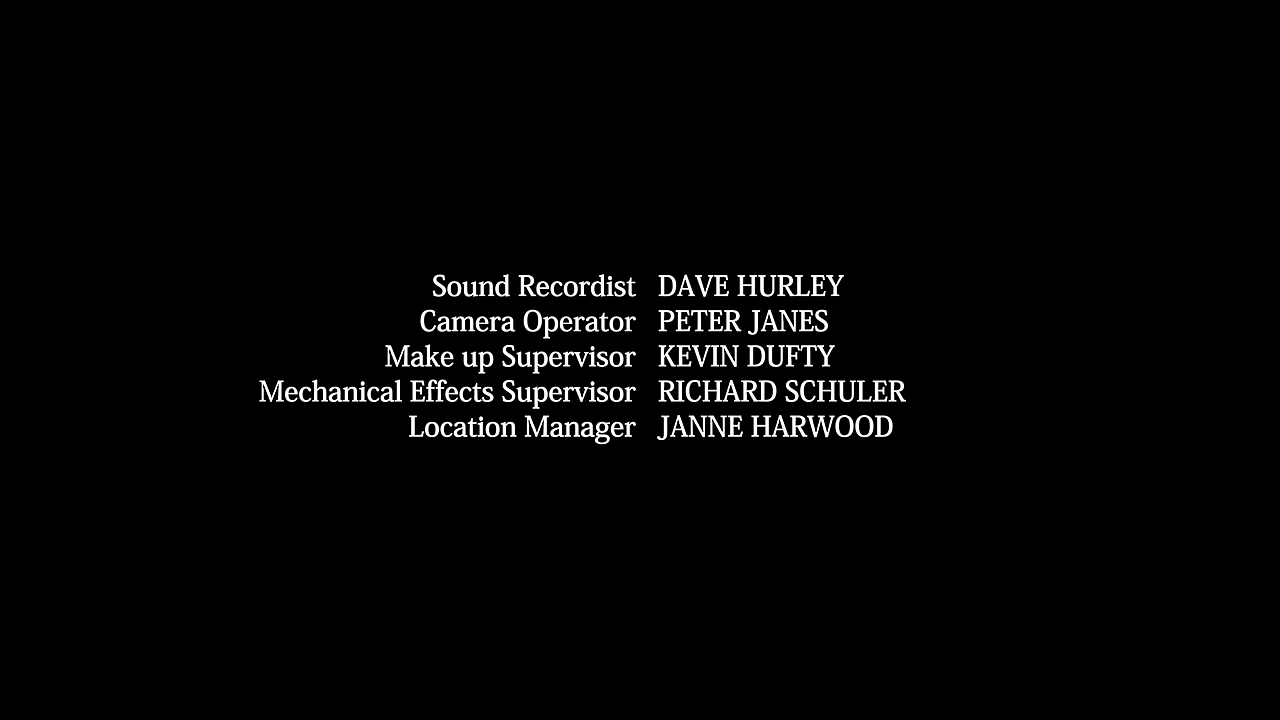 Sound Recordist DAVE HURLEY
Camera Operator PETER JANES
Make up Supervisor KEVIN DUFTY
Mechanical Effects Supervisor RICHARD SCHULER
Location Manager JANNE HARWOOD